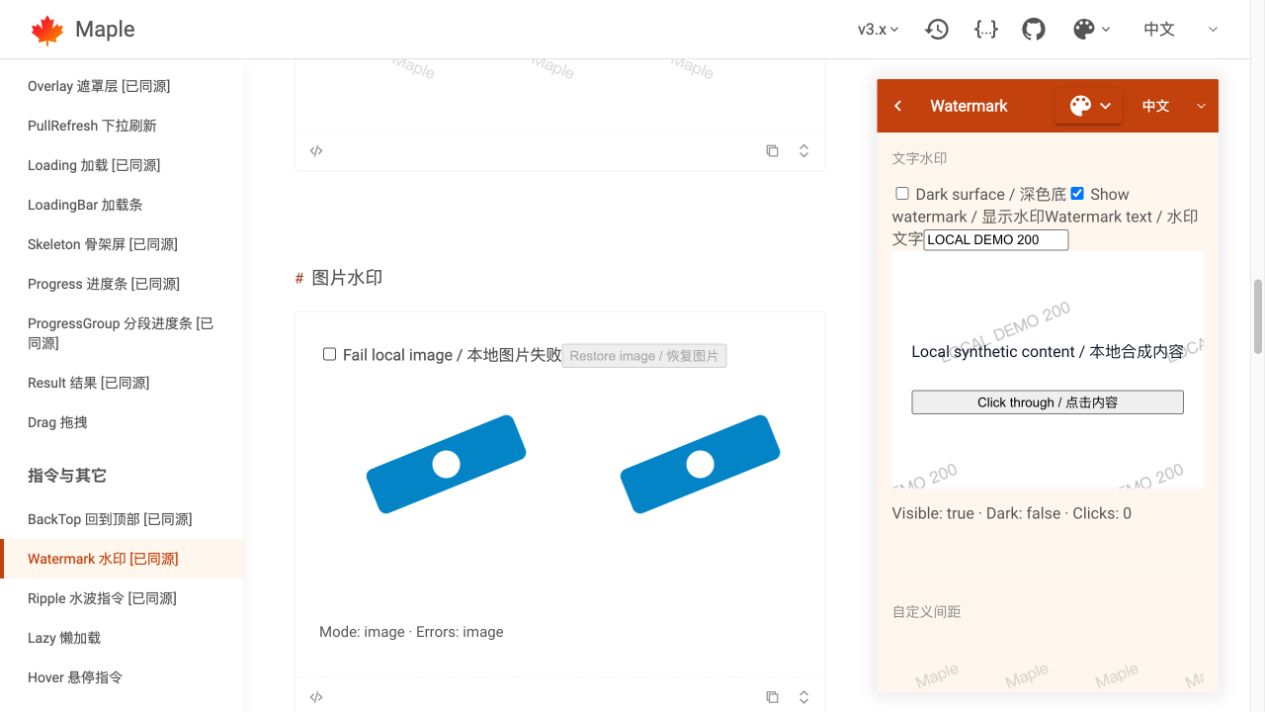 Maple
v3.x
中文
Overlay 遮罩层 [已同源]
PullRefresh 下拉刷新
Loading 加载 [已同源]
LoadingBar 加载条
Skeleton 骨架屏 [已同源]
Progress 进度条 [已同源]
ProgressGroup 分段进度条 [已
同源]
Result 结果 [已同源]
Drag 拖拽
指令与其它
BackTop 回到顶部 [已同源]
Watermark 水印 [已同源]
Ripple 水波指令 [已同源]
Lazy 懒加载
Hover 悬停指令
Maple Maple Maple
# 图片水印
Fail local image / 本地图片失败 Restore image / 恢复图片
Mode: image · Errors: image
Watermark
中文
文字水印
Dark surface / 深色底 Show
watermark / 显示水印Watermark text / 水印
文字 LOCAL DEMO 200
LOCAL DEMO 200
Local synthetic content / 本地合成内容
LOCA
Click through / 点击内容
EMO 200 EMO 200
Visible: true · Dark: false · Clicks: 0
自定义间距
Maple Maple Maple Ma